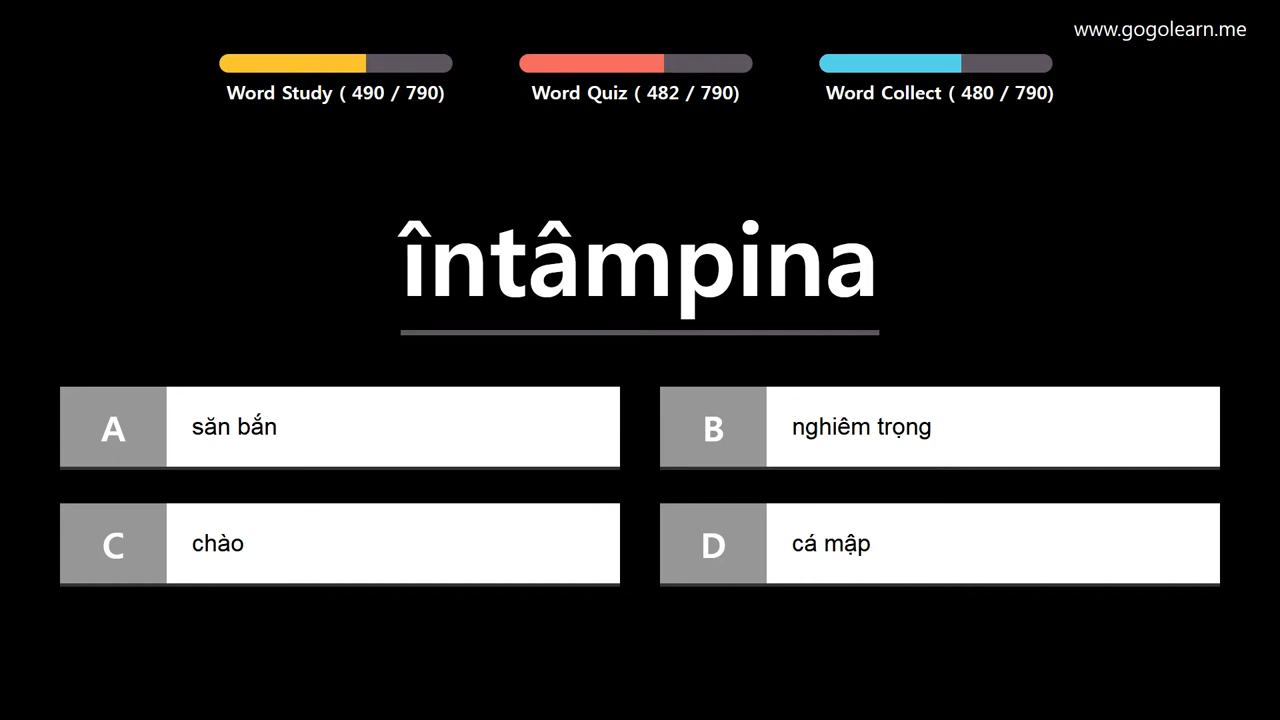 www.gogolearn.me
Word Study ( 490 / 790)
Word Quiz ( 482 / 790)
Word Collect ( 480 / 790)
întâmpina
A săn bắn
B nghiêm trọng
C chào
D cá mập